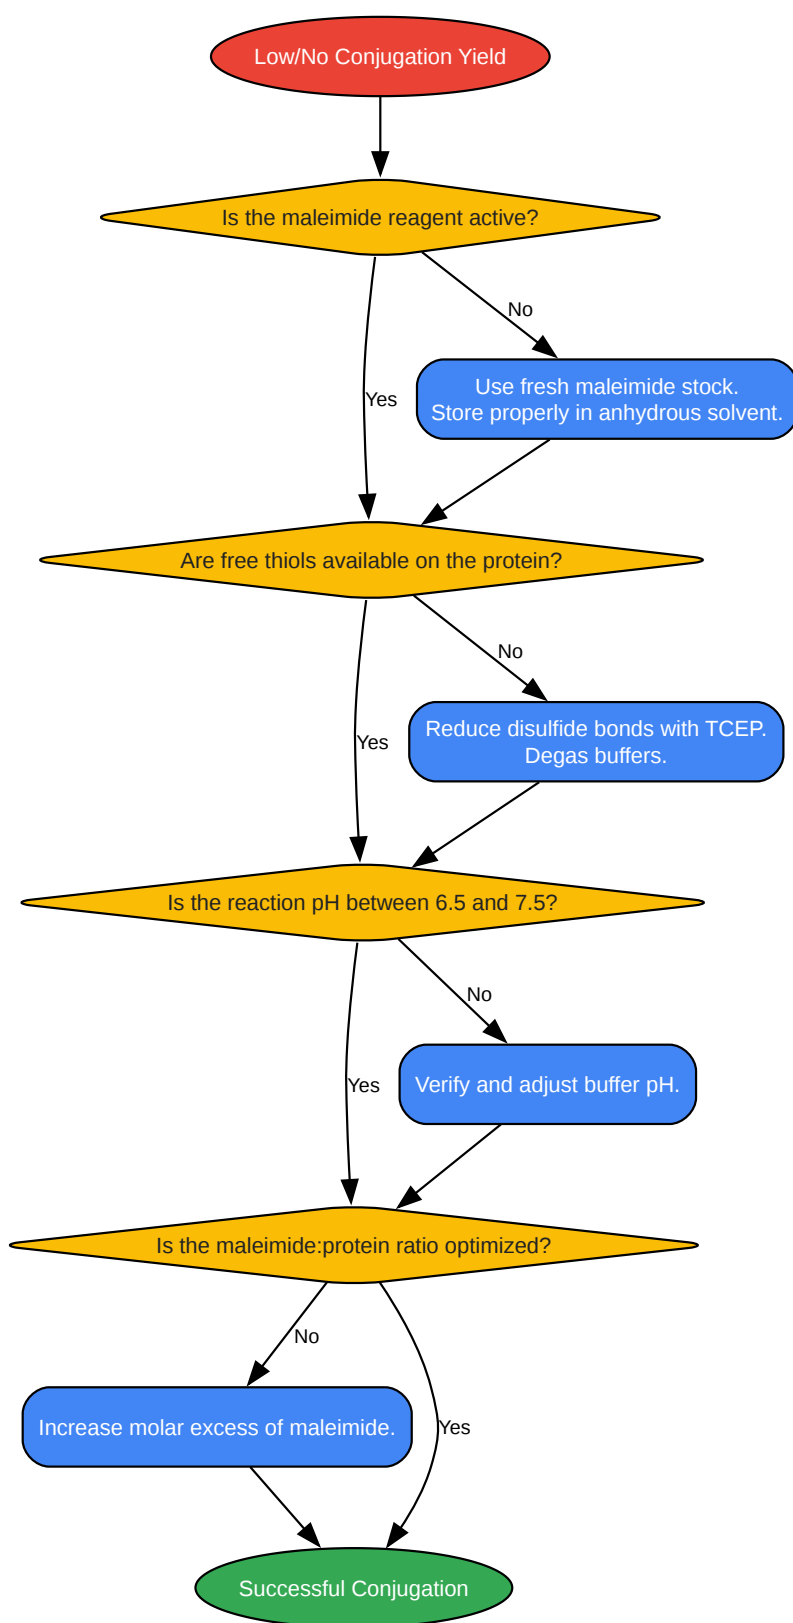 Low/No Conjugation Yield
Is the maleimide reagent active?
No
Use fresh maleimide stock.
Store properly in anhydrous solvent.
Yes
Are free thiols available on the protein?
No
Reduce disulfide bonds with TCEP.
Degas buffers.
Yes
Is the reaction pH between 6.5 and 7.5?
No
Verify and adjust buffer pH.
Yes
Is the maleimide:protein ratio optimized?
No
Increase molar excess of maleimide.
Yes
Successful Conjugation